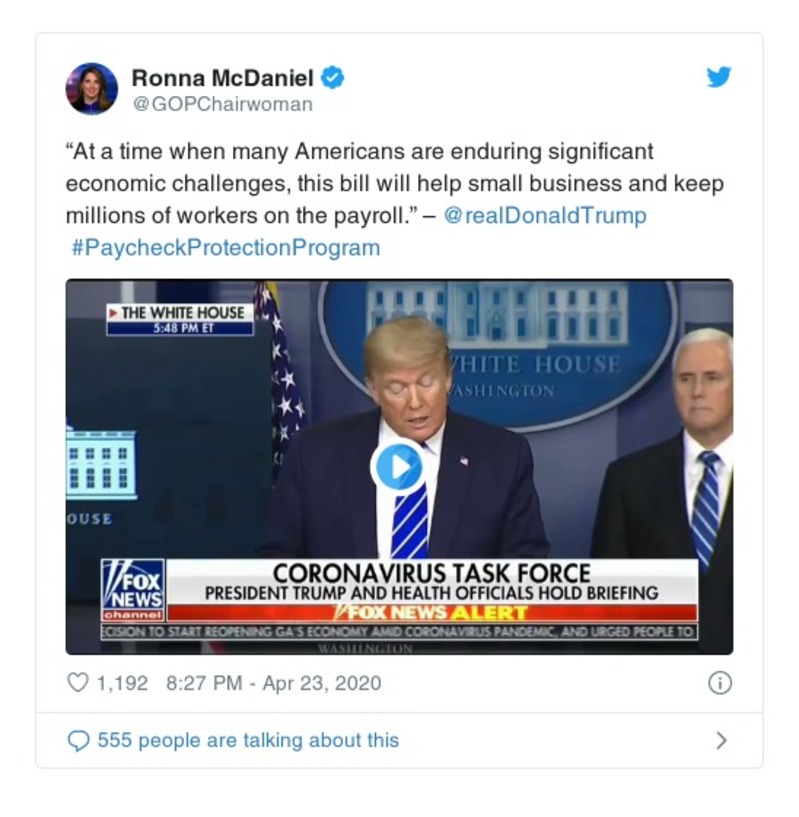 Ronna McDaniel
@GOPChairwoman
“At a time when many Americans are enduring significant
economic challenges, this bill will help small business and keep
millions of workers on the payroll.” – @realDonaldTrump
#PaycheckProtectionProgram
THE WHITE HOUSE
5:48 PM ET
HITE HOUSE
ASHINGTON
OUSE
FOX
NEWS
channel
CORONAVIRUS TASK FORCE
PRESIDENT TRUMP AND HEALTH OFFICIALS HOLD BRIEFING
FOX NEWS ALERT
CISION TO START REOPENING GA'S ECONOMY AMID CORONAVIRUS PANDEMIC, AND URGED PEOPLE TO
WASHINGTON
1,192 8:27 PM - Apr 23, 2020
555 people are talking about this